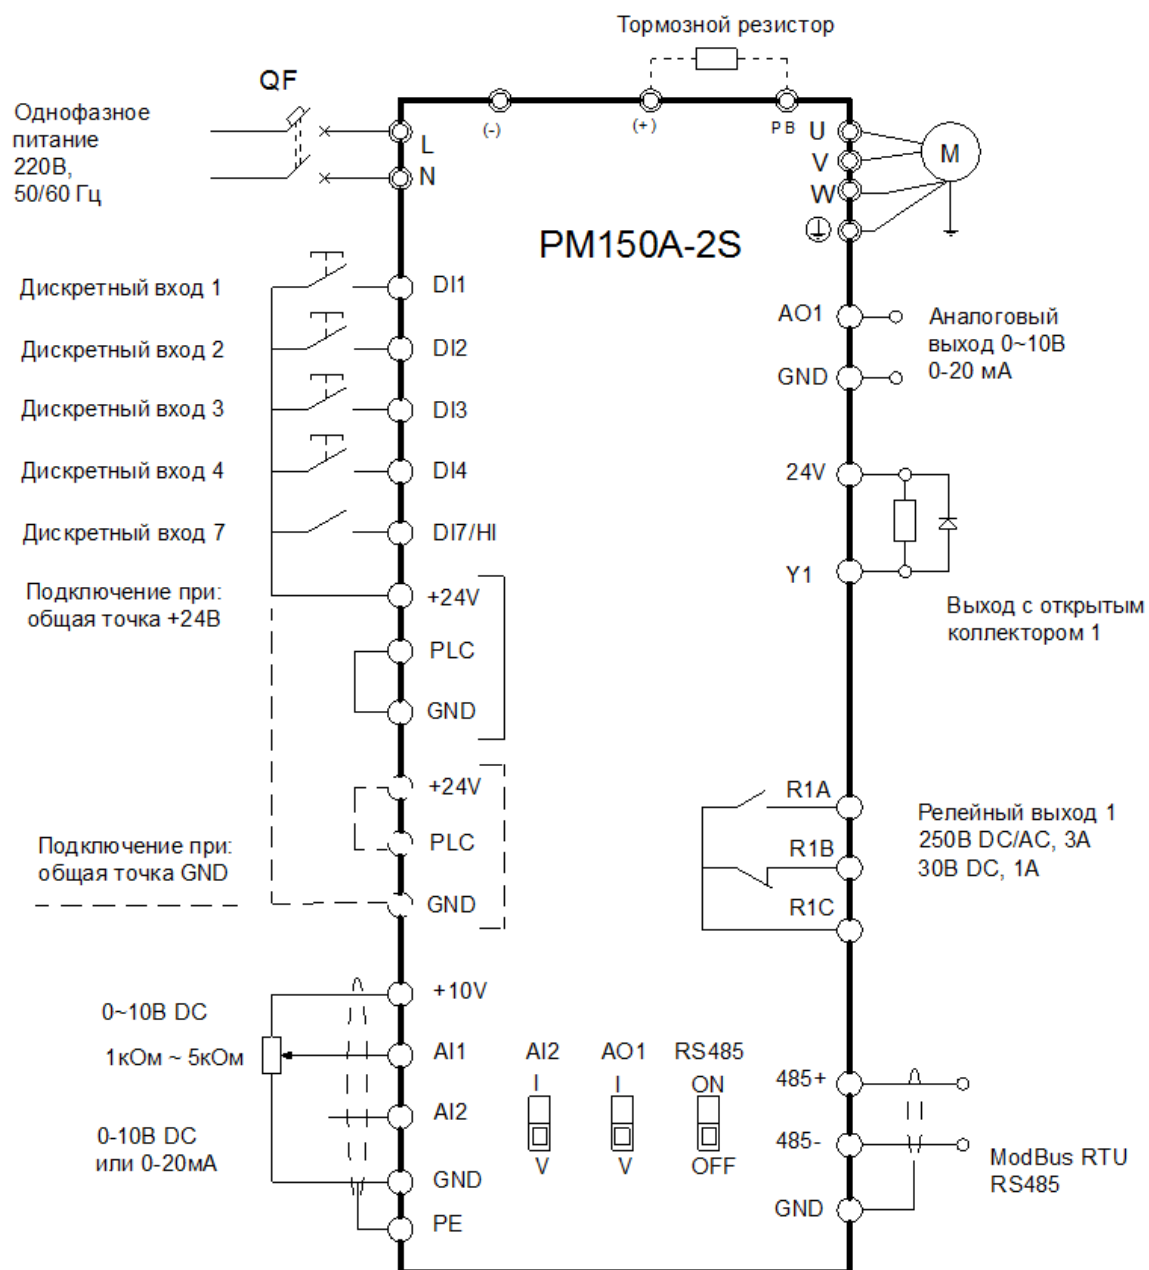 Тормозной резистор
QF
Однофазное
питание
220В,
50/60 Гц
L
N
(-)
(+)
PB
U
V
W
M
PM150A-2S
Дискретный вход 1
DI1
Дискретный вход 2
DI2
Дискретный вход 3
DI3
Дискретный вход 4
DI4
Дискретный вход 7
DI7/HI
Подключение при:
общая точка +24В
+24V
PLC
GND
+24V
PLC
GND
Подключение при:
общая точка GND
AO1
GND
Аналоговый
выход 0~10В
0-20 мА
24V
Y1
Выход с открытым
коллектором 1
R1A
R1B
R1C
Релейный выход 1
250В DC/AC, 3А
30В DC, 1А
0~10В DC
1кОм ~ 5кОм
0-10В DC
или 0-20мА
+10V
AI1
AI2
GND
PE
AI2
I
V
AO1
I
V
RS485
ON
OFF
485+
485-
GND
ModBus RTU
RS485